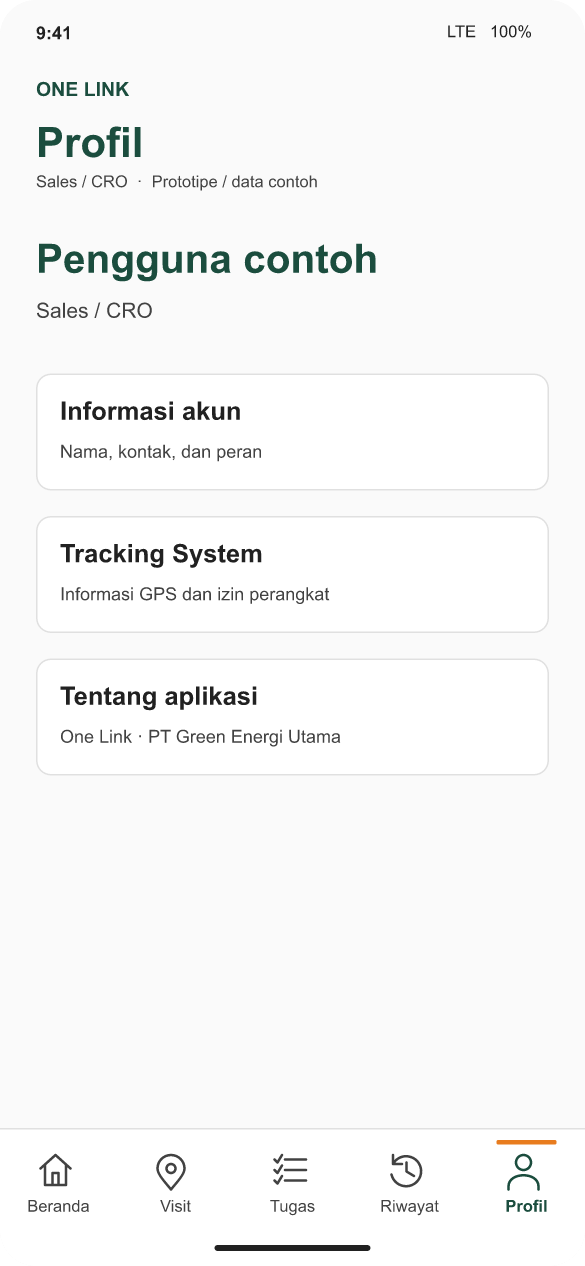 9:41
LTE 100%
ONE LINK
Profil
Sales / CRO · Prototipe / data contoh
Pengguna contoh
Sales / CRO
Informasi akun
Nama, kontak, dan peran
Tracking System
Informasi GPS dan izin perangkat
Tentang aplikasi
One Link · PT Green Energi Utama
Beranda
Visit
Tugas
Riwayat
Profil